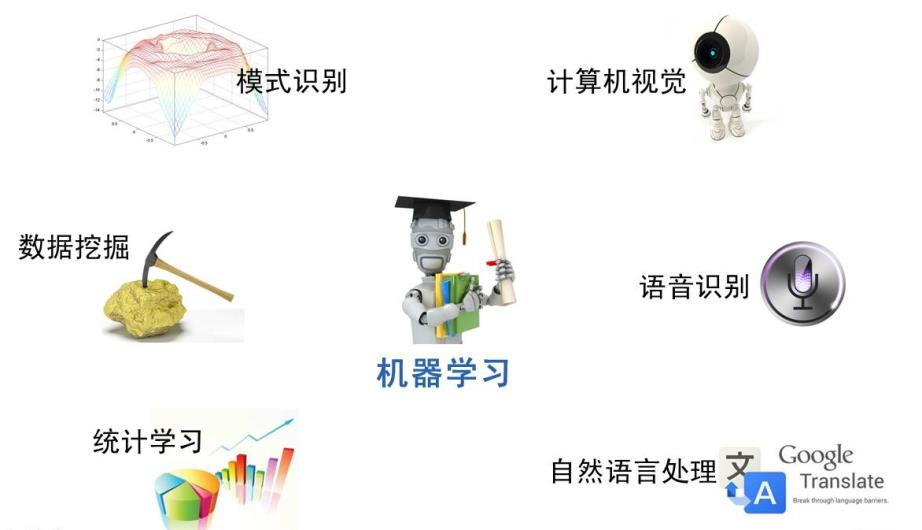 模式识别
计算机视觉
数据挖掘
语音识别
机器学习
统计学习
自然语言处理
文
A
Google
Translate
Break through language barriers.